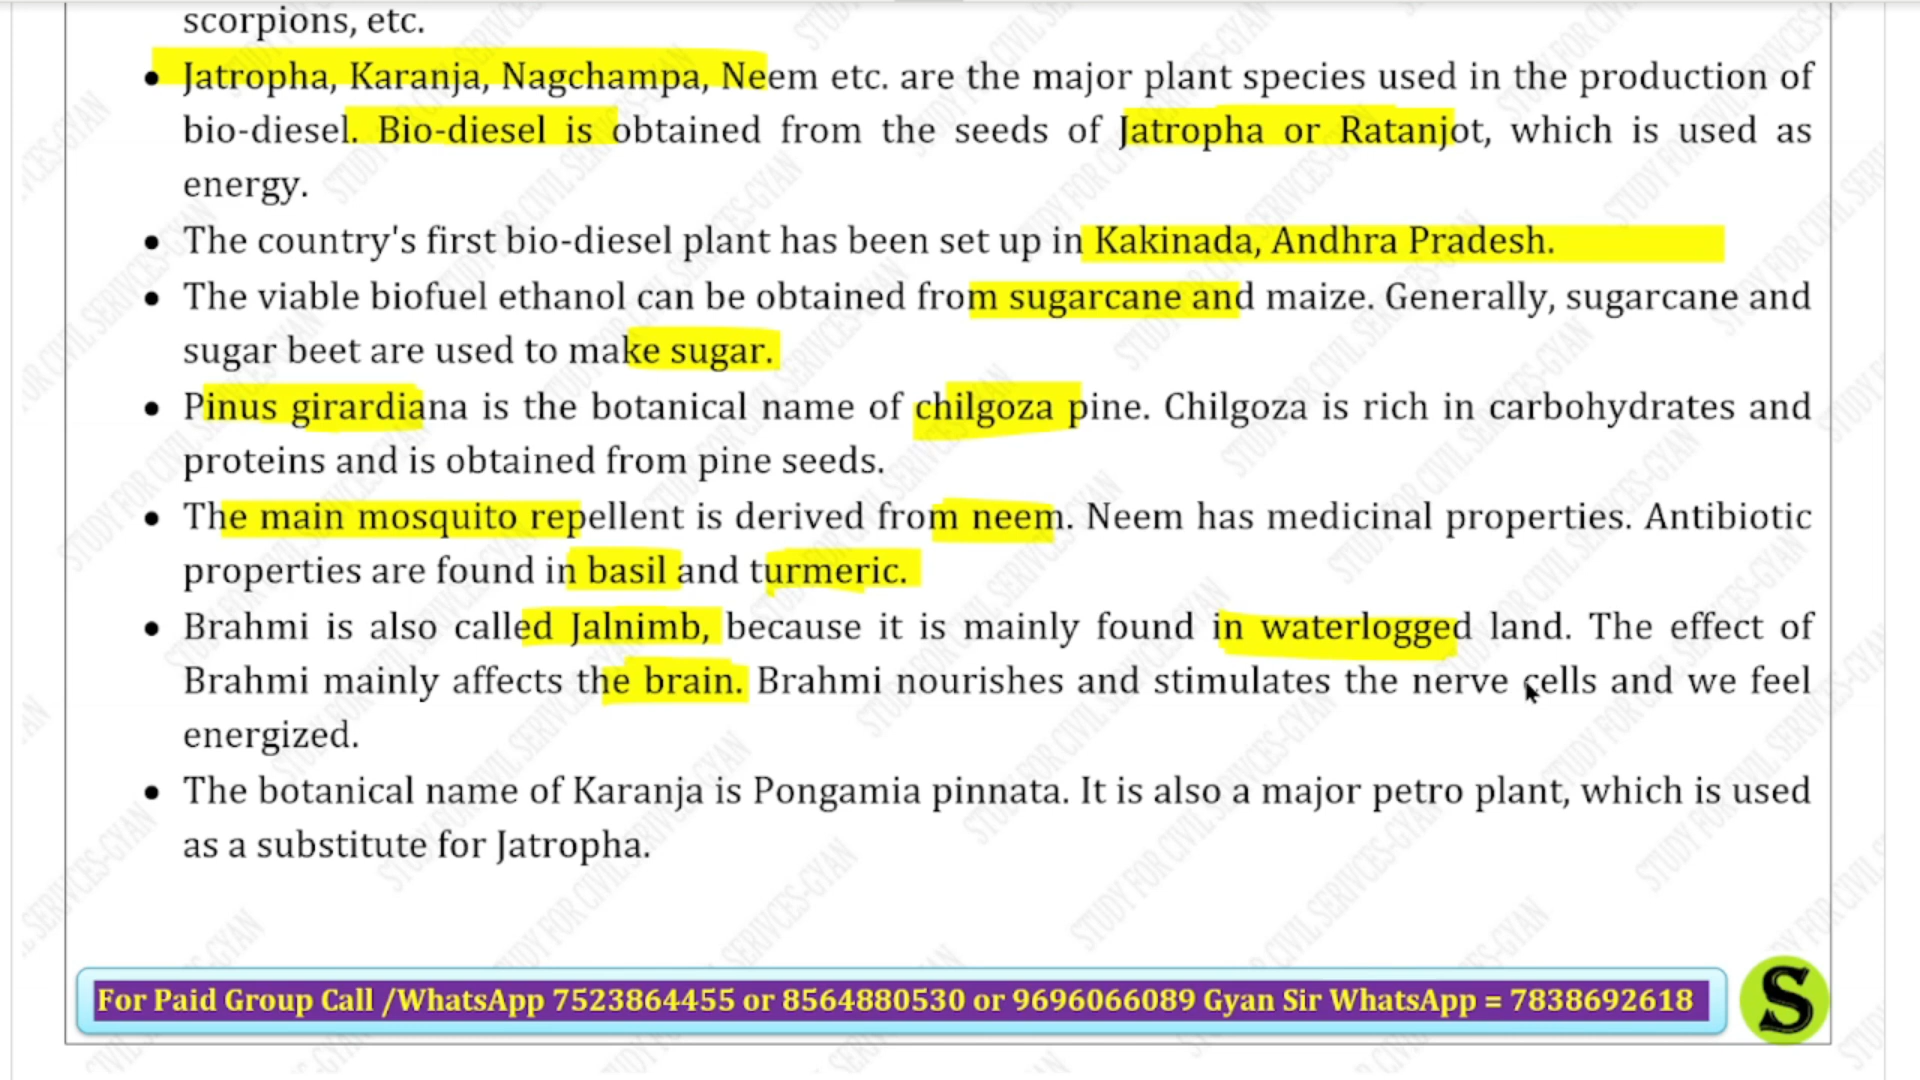 scorpions, etc.
• Jatropha, Karanja, Nagchampa, Neem etc. are the major plant species used in the production of
bio-diesel. Bio-diesel is obtained from the seeds of Jatropha or Ratanjot, which is used as
energy.
• The country's first bio-diesel plant has been set up in Kakinada, Andhra Pradesh.
• The viable biofuel ethanol can be obtained from sugarcane and maize. Generally, sugarcane and
sugar beet are used to make sugar.
• Pinus girardiana is the botanical name of chilgoza pine. Chilgoza is rich in carbohydrates and
proteins and is obtained from pine seeds.
• The main mosquito repellent is derived from neem. Neem has medicinal properties. Antibiotic
properties are found in basil and turmeric.
• Brahmi is also called Jalnimb, because it is mainly found in waterlogged land. The effect of
Brahmi mainly affects the brain. Brahmi nourishes and stimulates the nerve cells and we feel
energized.
• The botanical name of Karanja is Pongamia pinnata. It is also a major petro plant, which is used
as a substitute for Jatropha.
For Paid Group Call /WhatsApp 7523864455 or 8564880530 or 9696066089 Gyan Sir WhatsApp = 7838692618
S
STUDY FOR CIVIL SERIVCES-GYAN